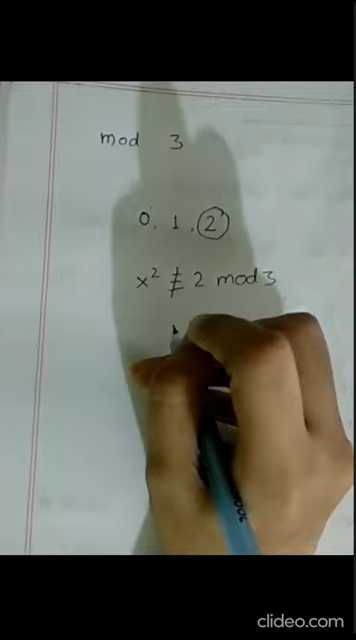 mod 3
0, 1, 2
x² ≢ 2 mod 3
clideo.com